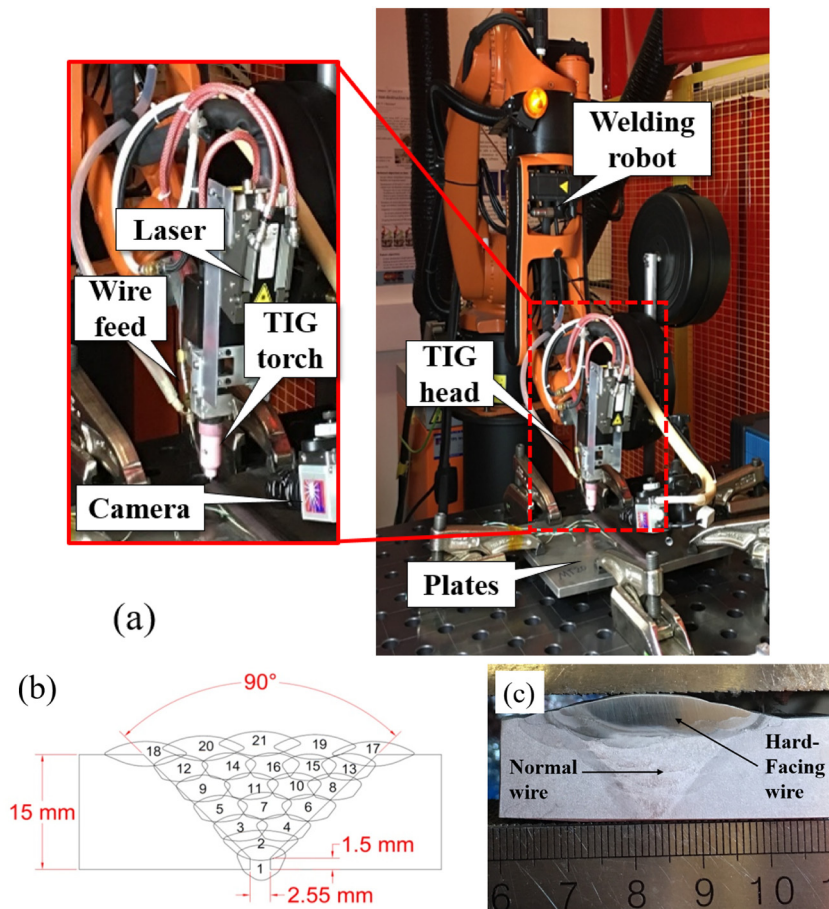 Welding
robot
Laser
Wire
feed
TIG
torch
TIG
head
Camera
Plates
(a)
(b)
90°
18
20
21
19
17
12
14
16
15
13
9
11
10
8
5
7
6
3
4
2
1
15 mm
1.5 mm
2.55 mm
(c)
Normal
wire
Hard-
Facing
wire
6 7 8 9 10